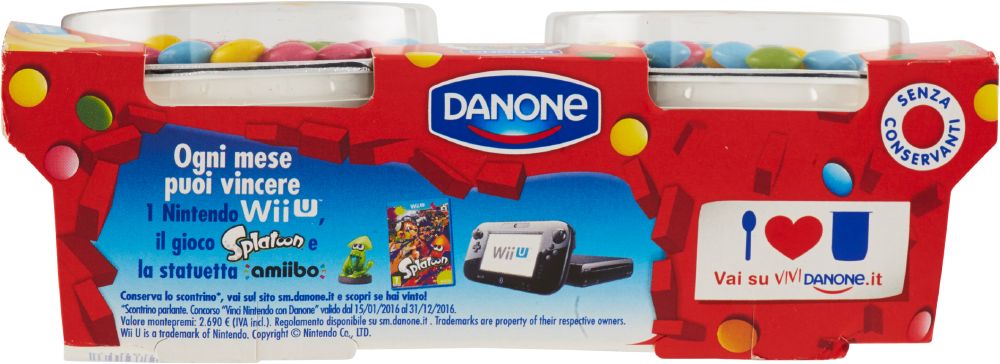 DANONE
SENZA
CONSERVANTI
Ogni mese
puoi vincere
1 Nintendo Wii U™,
il gioco Splatoon e
la statuetta amiibo
Wii U
Splatoon
Wii U
Vai su VIVI DANONE.it
Conserva lo scontrino*, vai sul sito sm.danone.it e scopri se hai vinto!
*Scontrino parlante. Concorso "Vinci Nintendo con Danone" valido dal 15/01/2016 al 31/12/2016.
Valore montepremi: 2.690 € (IVA incl.). Regolamento disponibile su sm.danone.it . Trademarks are property of their respective owners.
Wii U is a trademark of Nintendo. Copyright © Nintendo Co., LTD.